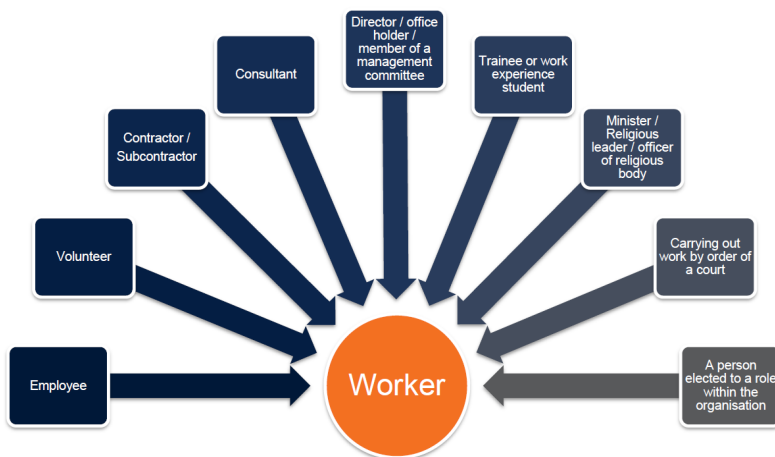 Employee
Volunteer
Contractor /
Subcontractor
Consultant
Director / office
holder /
member of a
management
committee
Trainee or work
experience
student
Minister /
Religious
leader / officer
of religious
body
Carrying out
work by order of
a court
A person
elected to a role
within the
organisation
Worker